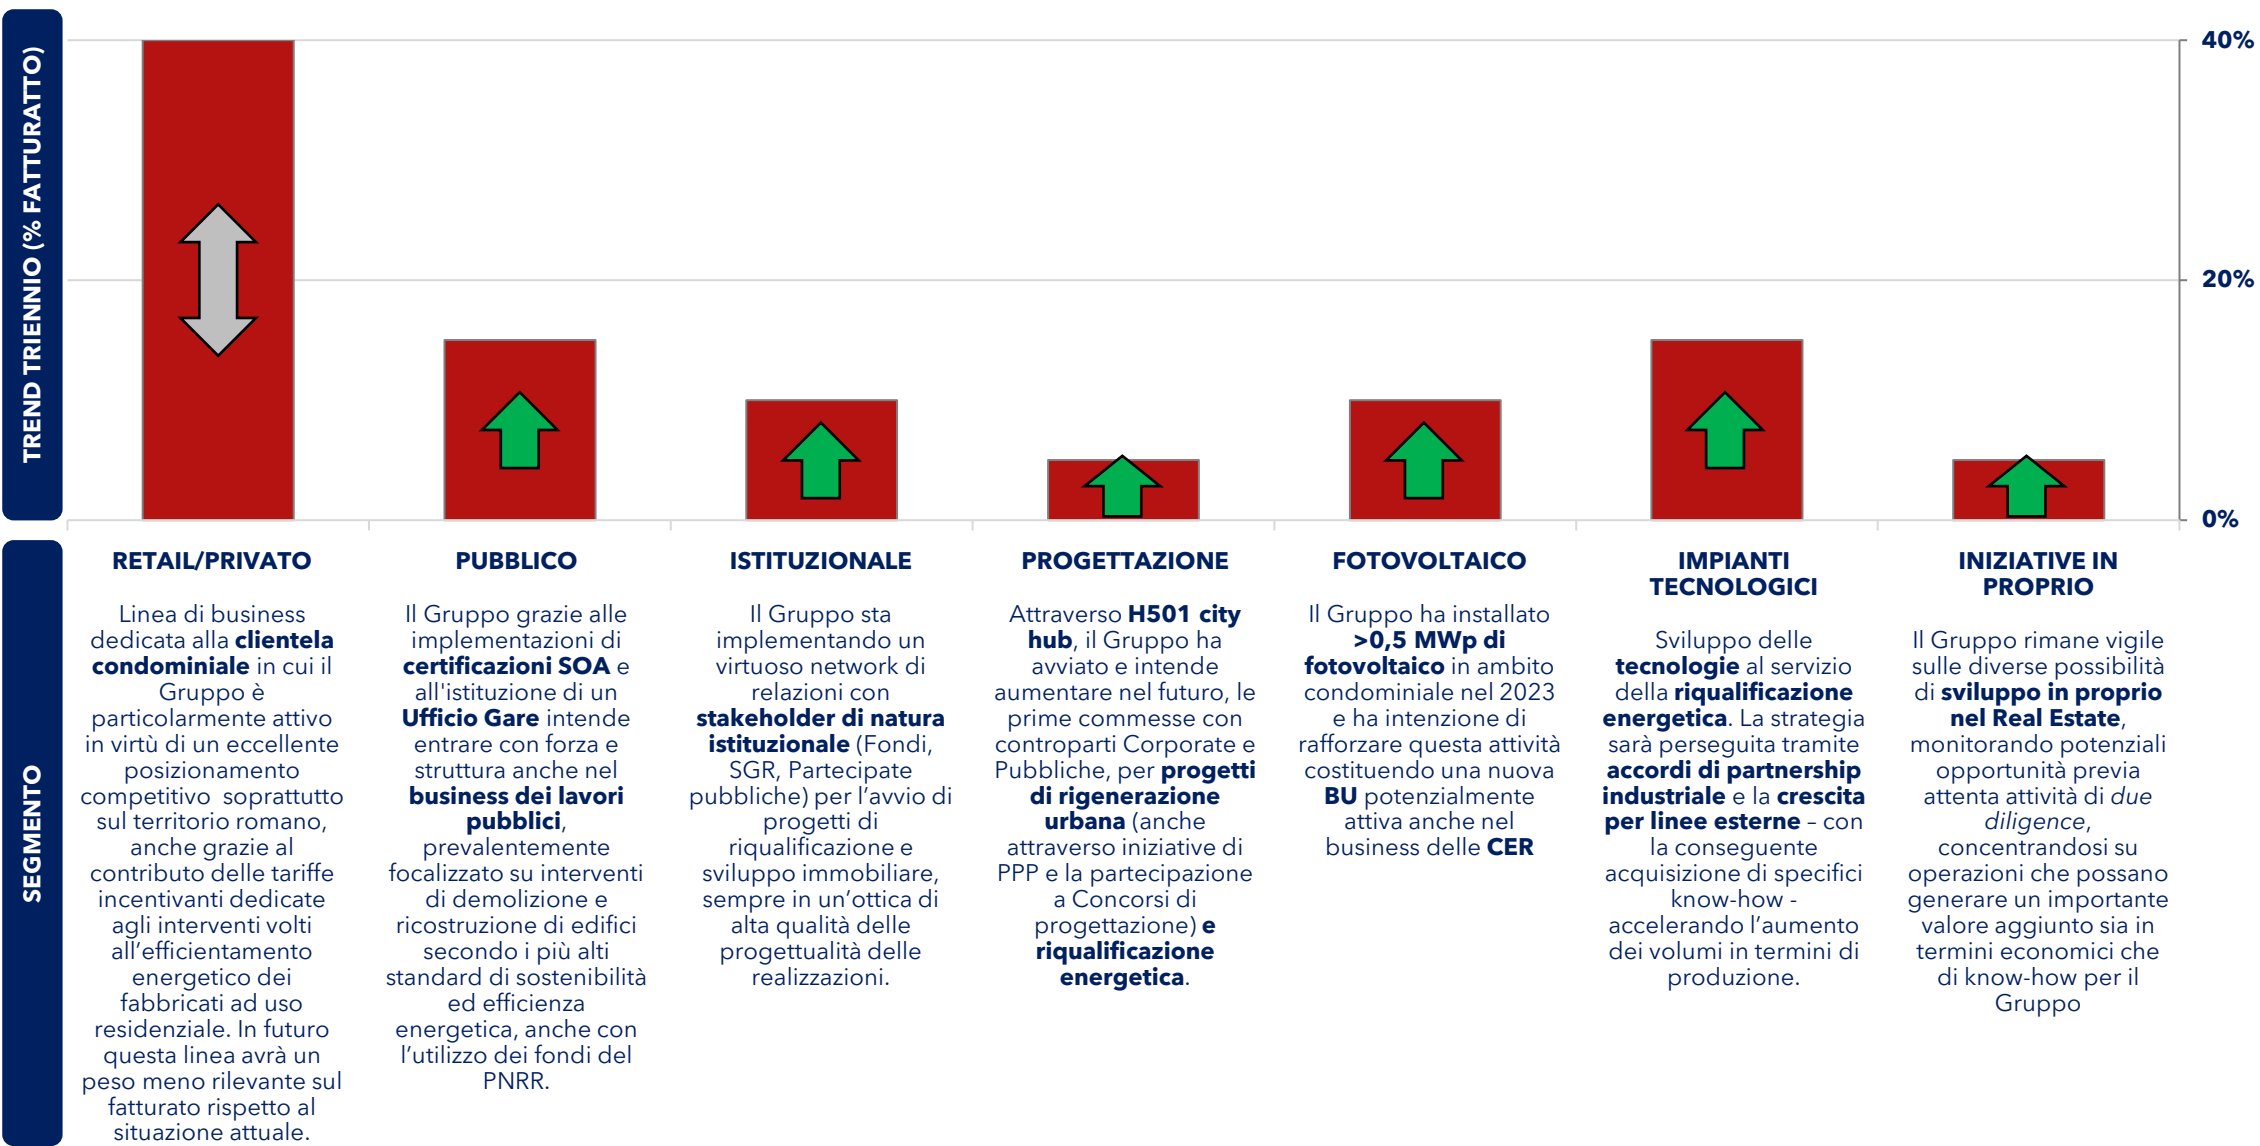 TREND TRIENNIO (% FATTURATTO)
40%
20%
0%
SEGMENTO
RETAIL/PRIVATO
Linea di business
dedicata alla clientela
condominiale in cui il
Gruppo è
particolarmente attivo
in virtù di un eccellente
posizionamento
competitivo soprattutto
sul territorio romano,
anche grazie al
contributo delle tariffe
incentivanti dedicate
agli interventi volti
all’efficientamento
energetico dei
fabbricati ad uso
residenziale. In futuro
questa linea avrà un
peso meno rilevante sul
fatturato rispetto al
situazione attuale.
PUBBLICO
Il Gruppo grazie alle
implementazioni di
certificazioni SOA e
all'istituzione di un
Ufficio Gare intende
entrare con forza e
struttura anche nel
business dei lavori
pubblici,
prevalentemente
focalizzato su interventi
di demolizione e
ricostruzione di edifici
secondo i più alti
standard di sostenibilità
ed efficienza
energetica, anche con
l’utilizzo dei fondi del
PNRR.
ISTITUZIONALE
Il Gruppo sta
implementando un
virtuoso network di
relazioni con
stakeholder di natura
istituzionale (Fondi,
SGR, Partecipate
pubbliche) per l’avvio di
progetti di
riqualificazione e
sviluppo immobiliare,
sempre in un’ottica di
alta qualità delle
progettualità delle
realizzazioni.
PROGETTAZIONE
Attraverso H501 city
hub, il Gruppo ha
avviato e intende
aumentare nel futuro, le
prime commesse con
controparti Corporate e
Pubbliche, per progetti
di rigenerazione
urbana (anche
attraverso iniziative di
PPP e la partecipazione
a Concorsi di
progettazione) e
riqualificazione
energetica.
FOTOVOLTAICO
Il Gruppo ha installato
>0,5 MWp di
fotovoltaico in ambito
condominiale nel 2023
e ha intenzione di
rafforzare questa attività
costituendo una nuova
BU potenzialmente
attiva anche nel
business delle CER
IMPIANTI
TECNOLOGICI
Sviluppo delle
tecnologie al servizio
della riqualificazione
energetica. La strategia
sarà perseguita tramite
accordi di partnership
industriale e la crescita
per linee esterne – con
la conseguente
acquisizione di specifici
know-how -
accelerando l’aumento
dei volumi in termini di
produzione.
INIZIATIVE IN
PROPRIO
Il Gruppo rimane vigile
sulle diverse possibilità
di sviluppo in proprio
nel Real Estate,
monitorando potenziali
opportunità previa
attenta attività di due
diligence,
concentrandosi su
operazioni che possano
generare un importante
valore aggiunto sia in
termini economici che
di know-how per il
Gruppo